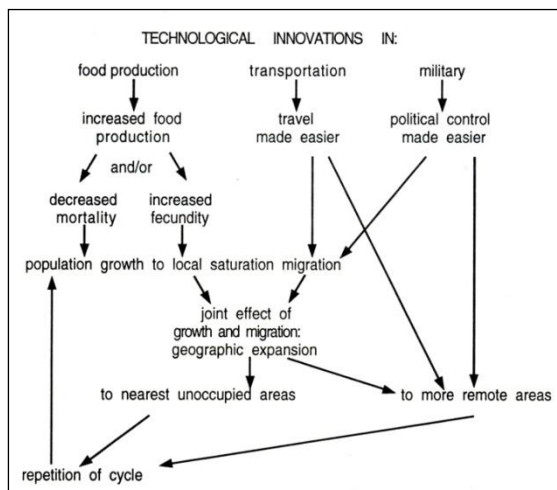 TECHNOLOGICAL INNOVATIONS IN:
food production transportation military
increased food production
travel made easier
political control made easier
and/or
decreased mortality
increased fecundity
population growth to local saturation migration
joint effect of
growth and migration:
geographic expansion
to nearest unoccupied areas to more remote areas
repetition of cycle